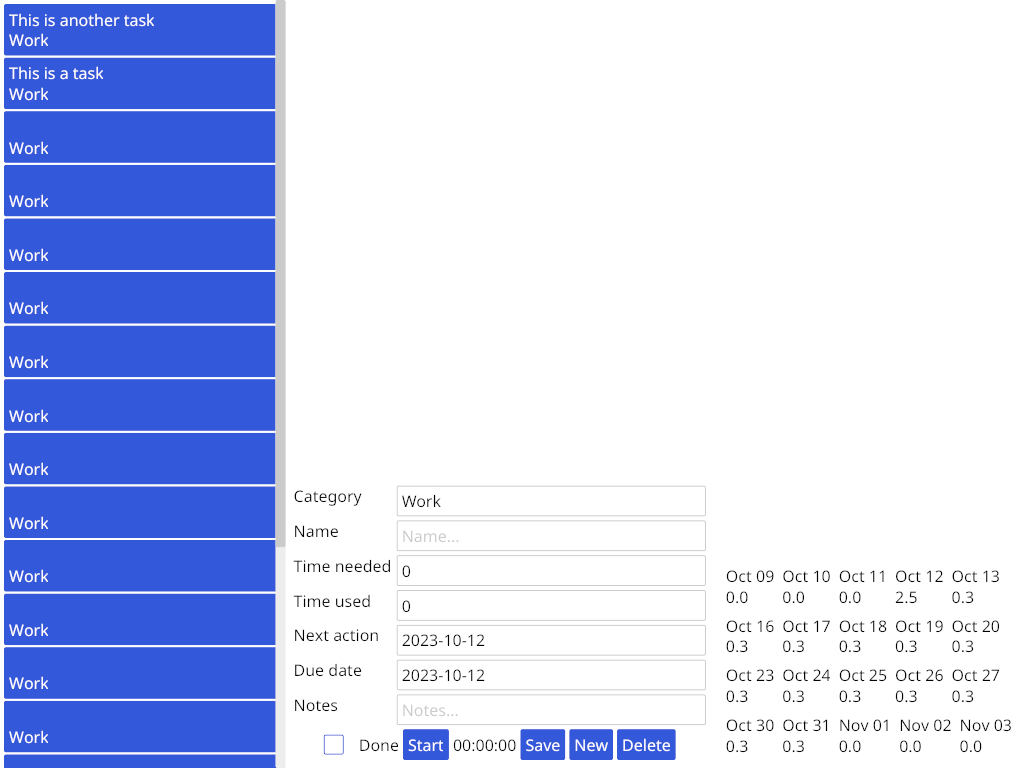 This is another task
Work
This is a task
Work
Work
Work
Work
Work
Work
Work
Work
Work
Work
Work
Work
Work
Category Work
Name Name...
Time needed 0
Time used 0
Next action 2023-10-12
Due date 2023-10-12
Notes Notes...
Done Start 00:00:00 Save New Delete
Oct 09 Oct 10 Oct 11 Oct 12 Oct 13
0.0 0.0 0.0 2.5 0.3
Oct 16 Oct 17 Oct 18 Oct 19 Oct 20
0.3 0.3 0.3 0.3 0.3
Oct 23 Oct 24 Oct 25 Oct 26 Oct 27
0.3 0.3 0.3 0.3 0.3
Oct 30 Oct 31 Nov 01 Nov 02 Nov 03
0.3 0.3 0.0 0.0 0.0